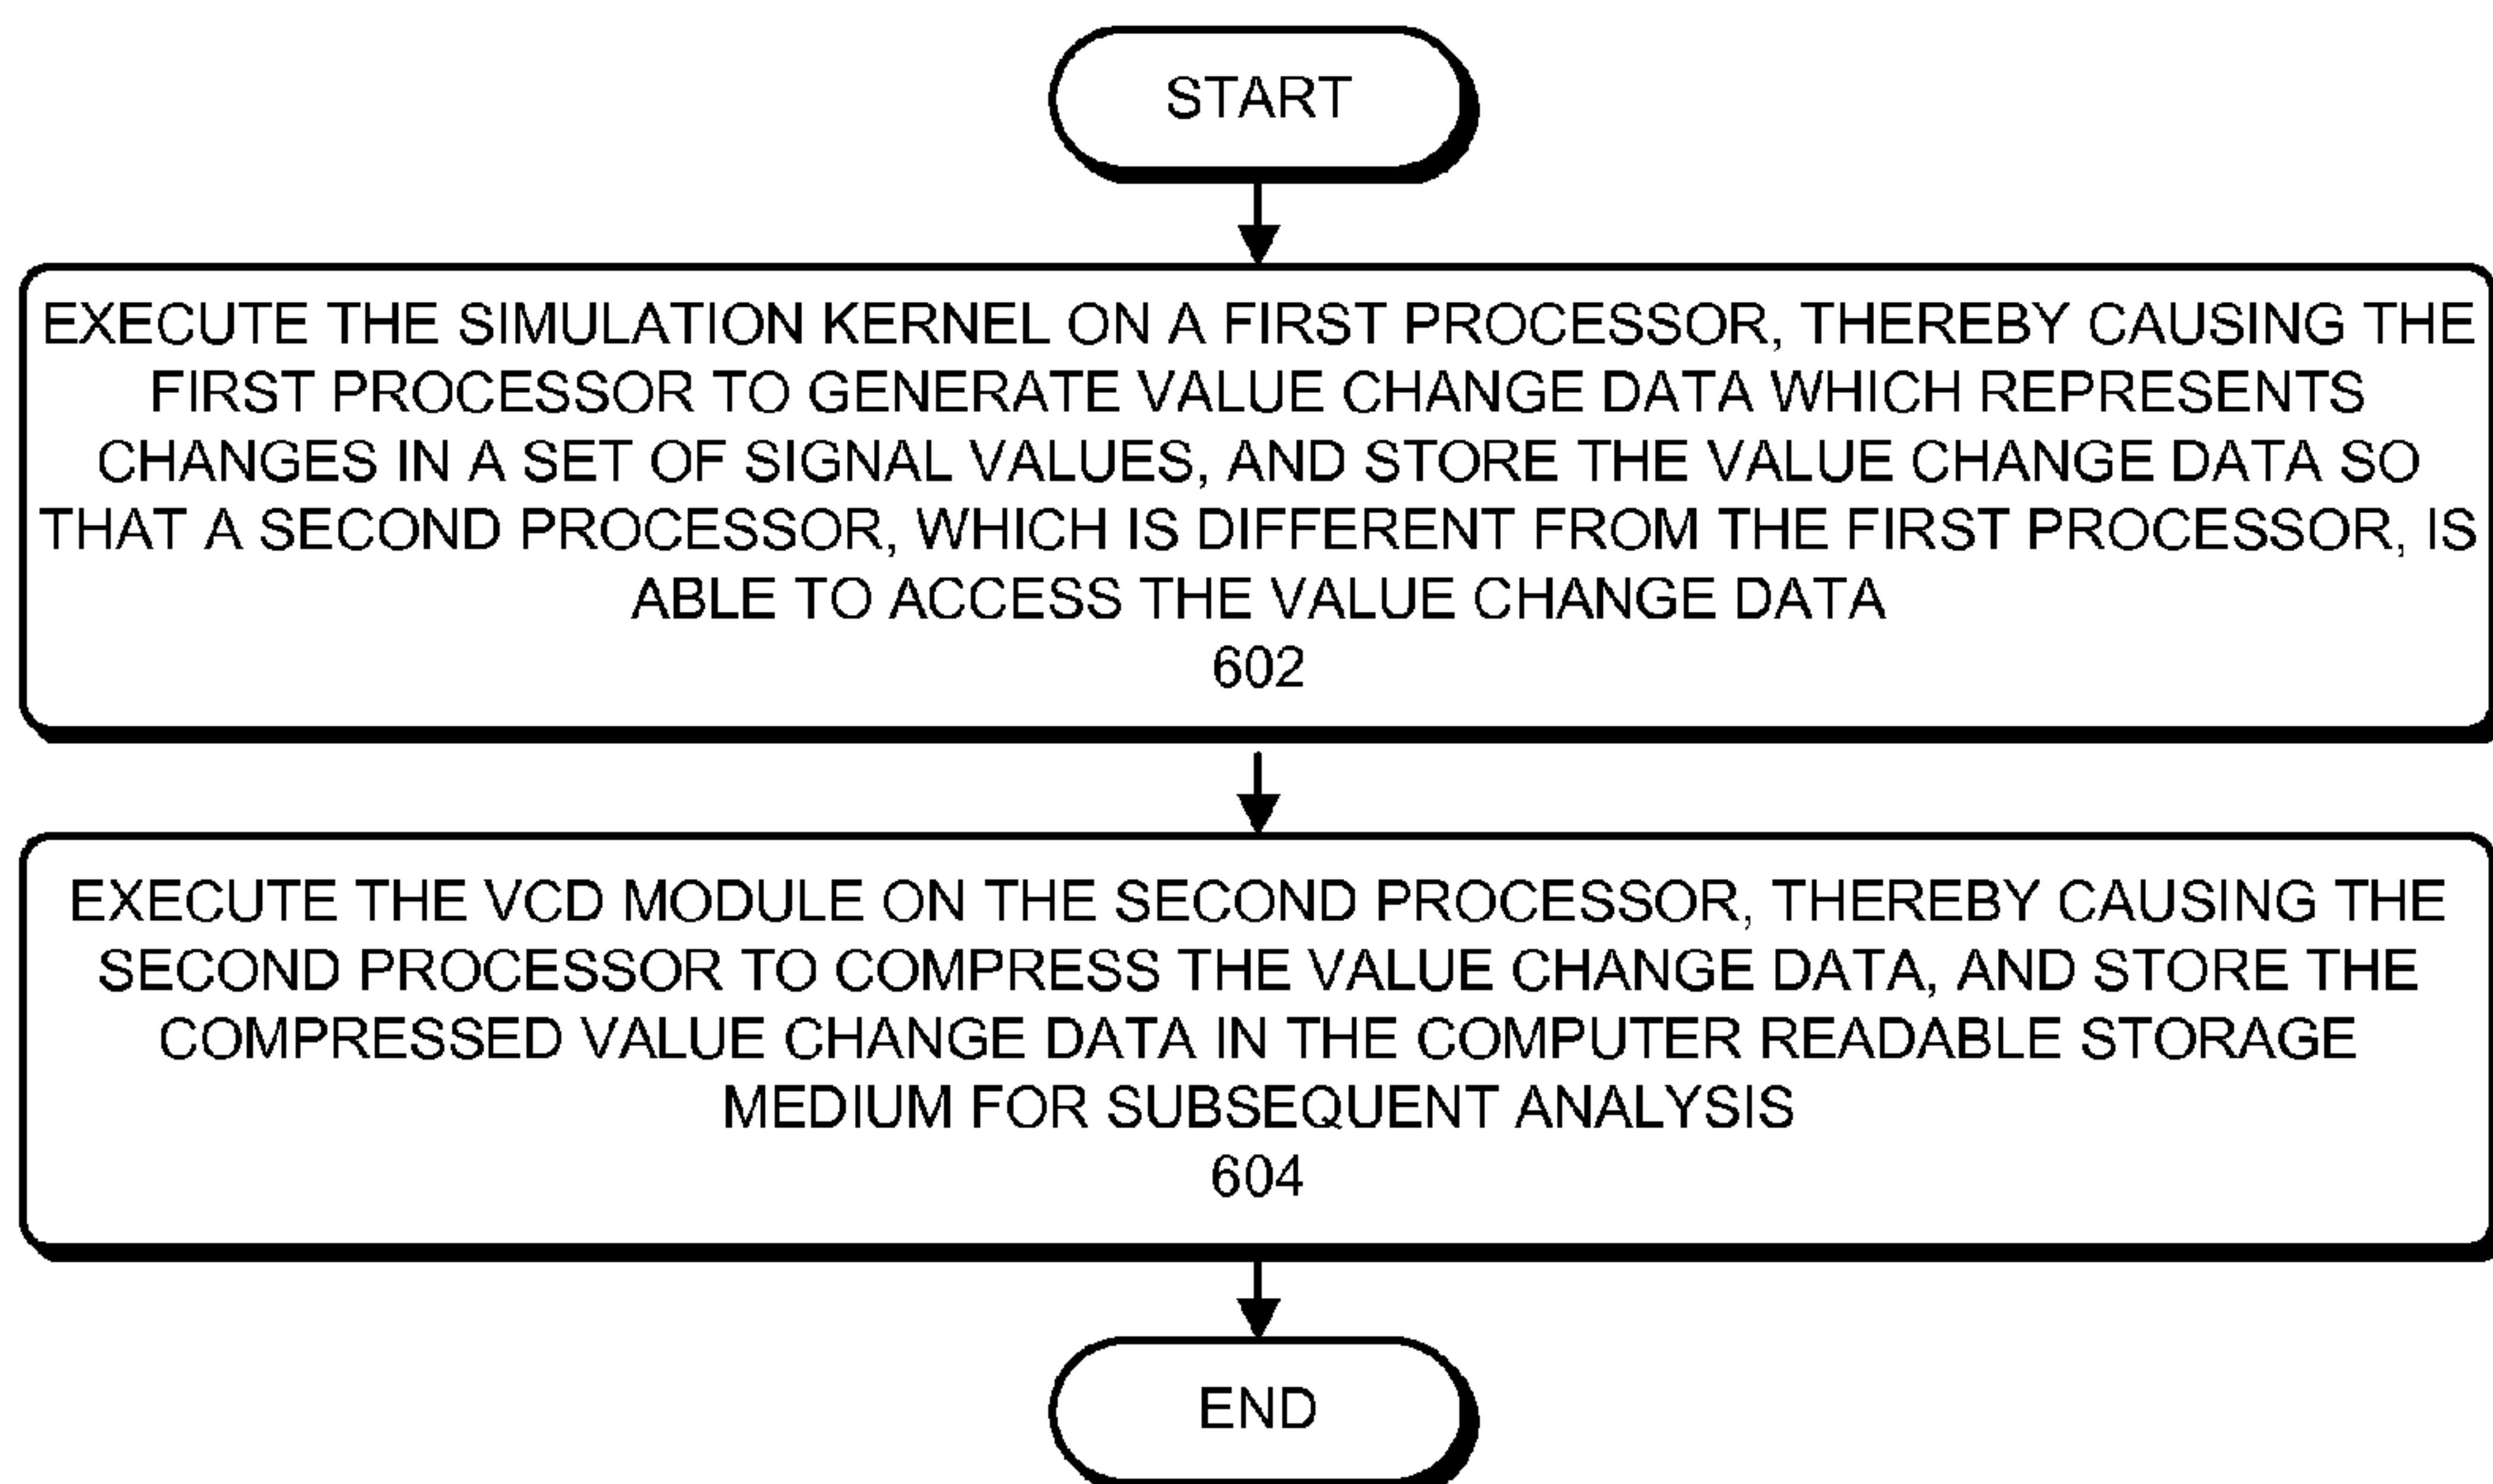 START
EXECUTE THE SIMULATION KERNEL ON A FIRST PROCESSOR, THEREBY CAUSING THE
FIRST PROCESSOR TO GENERATE VALUE CHANGE DATA WHICH REPRESENTS
CHANGES IN A SET OF SIGNAL VALUES, AND STORE THE VALUE CHANGE DATA SO
THAT A SECOND PROCESSOR, WHICH IS DIFFERENT FROM THE FIRST PROCESSOR, IS
ABLE TO ACCESS THE VALUE CHANGE DATA
602
EXECUTE THE VCD MODULE ON THE SECOND PROCESSOR, THEREBY CAUSING THE
SECOND PROCESSOR TO COMPRESS THE VALUE CHANGE DATA, AND STORE THE
COMPRESSED VALUE CHANGE DATA IN THE COMPUTER READABLE STORAGE
MEDIUM FOR SUBSEQUENT ANALYSIS
604
END